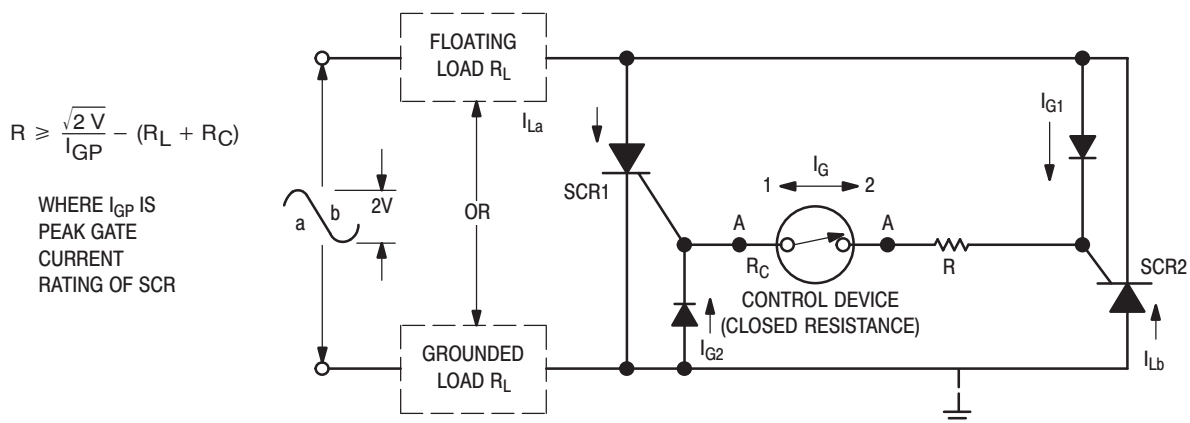 R ≥ √2 V / I_GP − (R_L + R_C)
WHERE I_GP IS
PEAK GATE
CURRENT
RATING OF SCR
a
b
2V
FLOATING
LOAD R_L
OR
GROUNDED
LOAD R_L
I_La
SCR1
I_G
1
2
A
A
R_C
R
CONTROL DEVICE
(CLOSED RESISTANCE)
I_G2
I_G1
SCR2
I_Lb